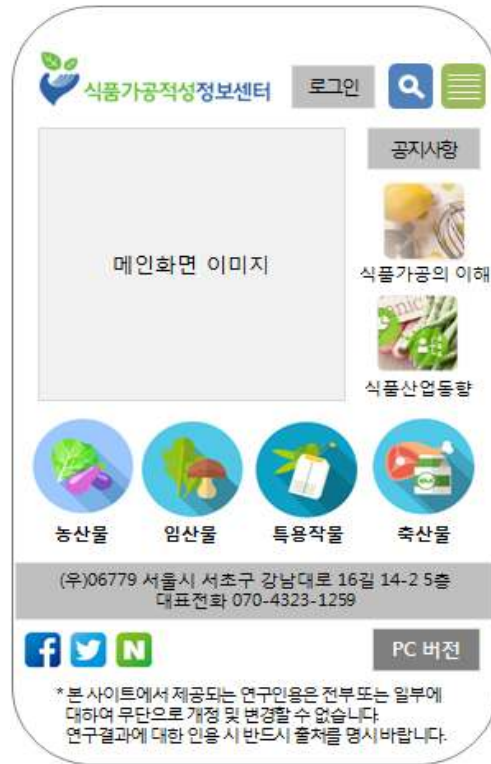 식품가공적성정보센터
로그인
공지사항
메인화면 이미지
식품가공의 이해
식품산업동향
농산물
임산물
특용작물
축산물
(우)06779 서울시 서초구 강남대로 16길 14-2 5층
대표전화 070-4323-1259
N
PC 버전
* 본 사이트에서 제공되는 연구인용은 전부 또는 일부에
대하여 무단으로 개정 및 변경할 수 없습니다.
연구결과에 대한 인용 시 반드시 출처를 명시 바랍니다.